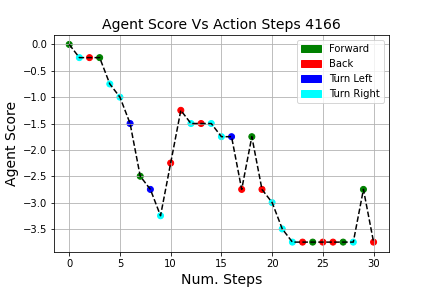 Agent Score Vs Action Steps 4166
0.0
−0.5
−1.0
−1.5
−2.0
−2.5
−3.0
−3.5
Agent Score
Forward
Back
Turn Left
Turn Right
0 5 10 15 20 25 30
Num. Steps